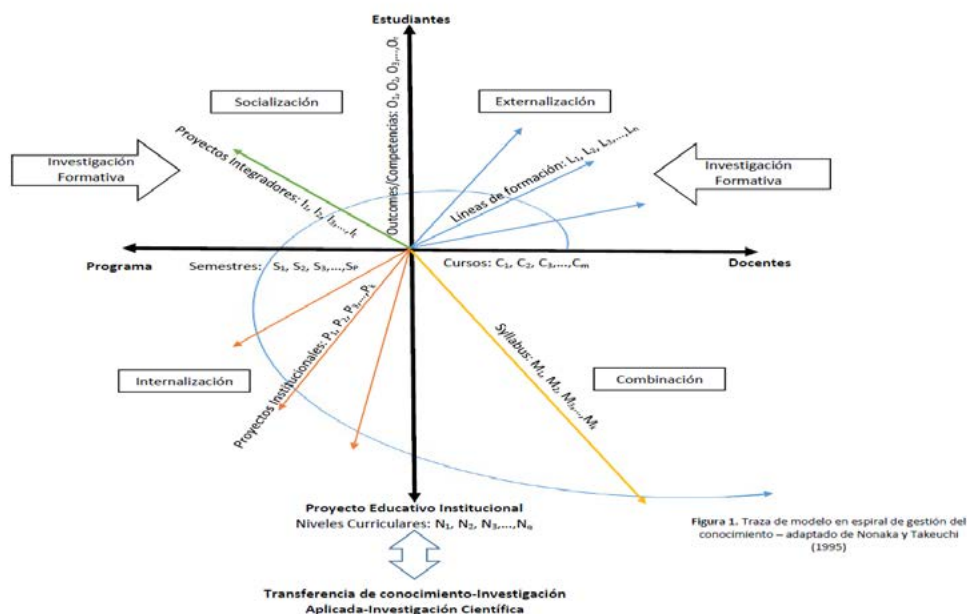 Estudiantes
Socialización
Outcomes/Competencias: O₁, O₂, O₃,...,Oₜ
Externalización
Investigación
Formativa
Proyectos Integradores: I₁, I₂, I₃,...,Iₜ
Líneas de formación: L₁, L₂, L₃,...,Lₙ
Investigación
Formativa
Programa
Semestres: S₁, S₂, S₃,...,Sₚ
Cursos: C₁, C₂, C₃,...,Cₘ
Docentes
Internalización
Proyectos Institucionales: P₁, P₂, P₃,...,Pₖ
Syllabus: M₁, M₂, M₃,...,Mₖ
Combinación
Proyecto Educativo Institucional
Niveles Curriculares: N₁, N₂, N₃,...,Nₙ
Figura 1. Traza de modelo en espiral de gestión del
conocimiento – adaptado de Nonaka y Takeuchi
(1995)
Transferencia de conocimiento-Investigación
Aplicada-Investigación Científica